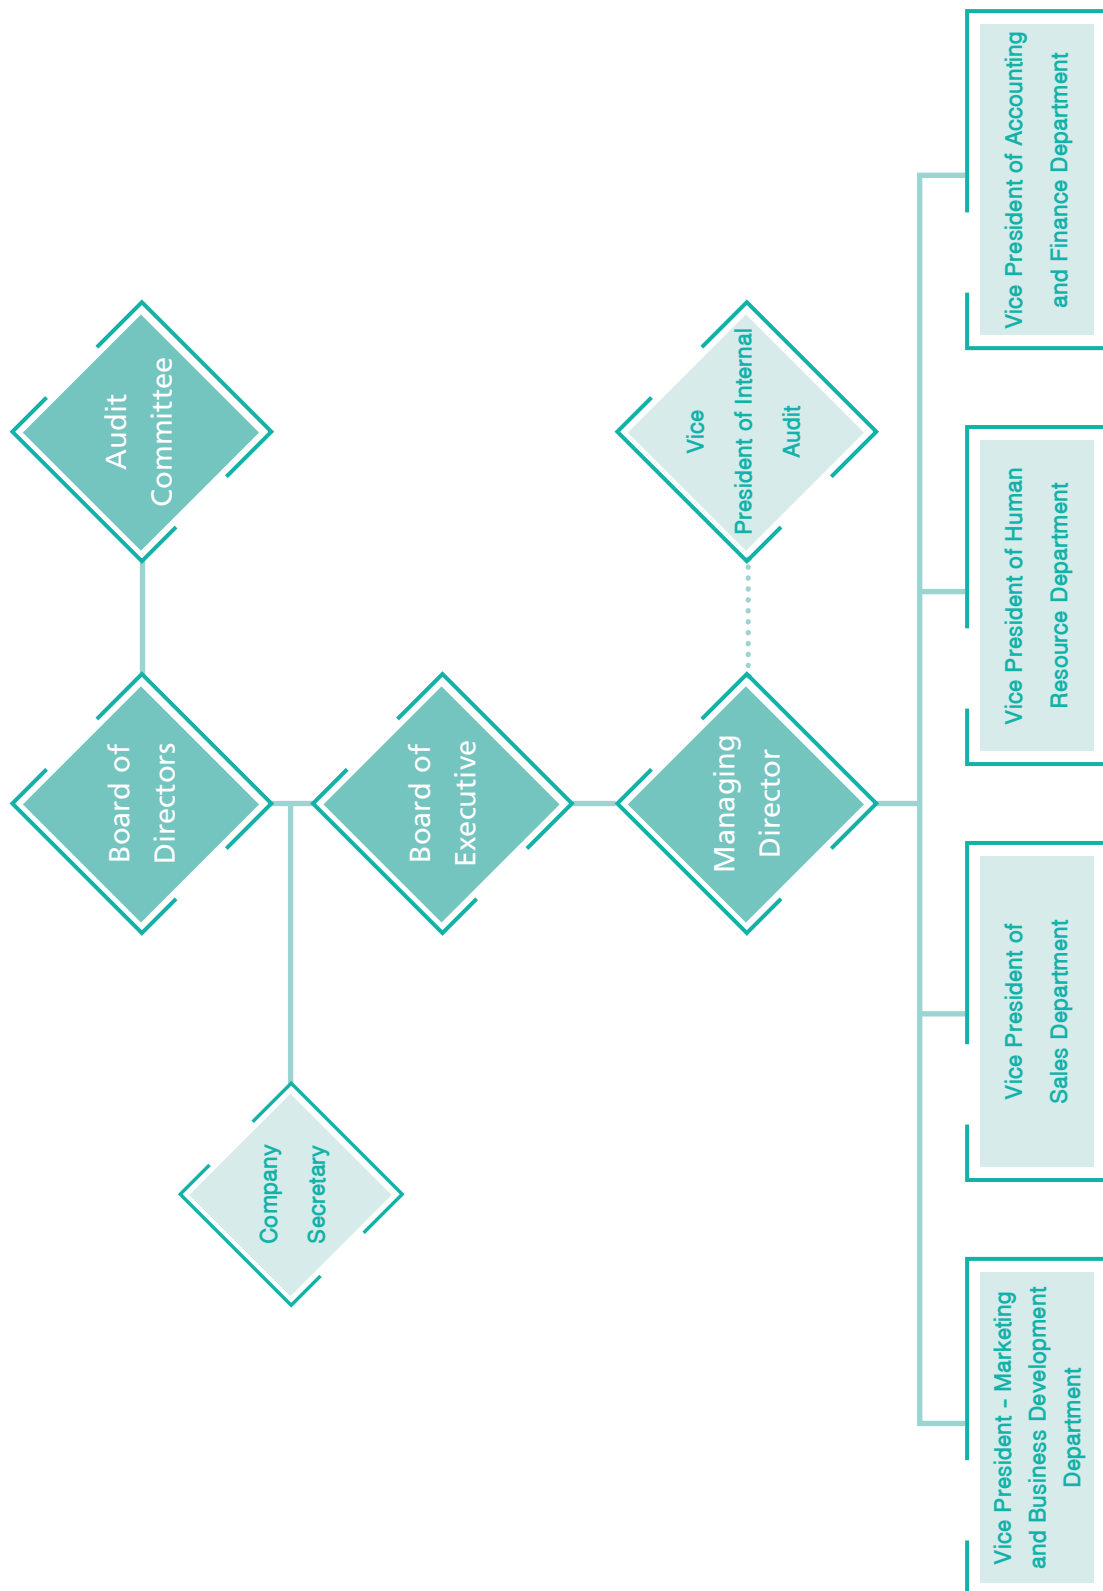 Board of
Directors
Audit
Committee
Company
Secretary
Board of
Executive
Managing
Director
Vice
President of Internal
Audit
Vice President - Marketing
and Business Development
Department
Vice President of
Sales Department
Vice President of Human
Resource Department
Vice President of Accounting
and Finance Department